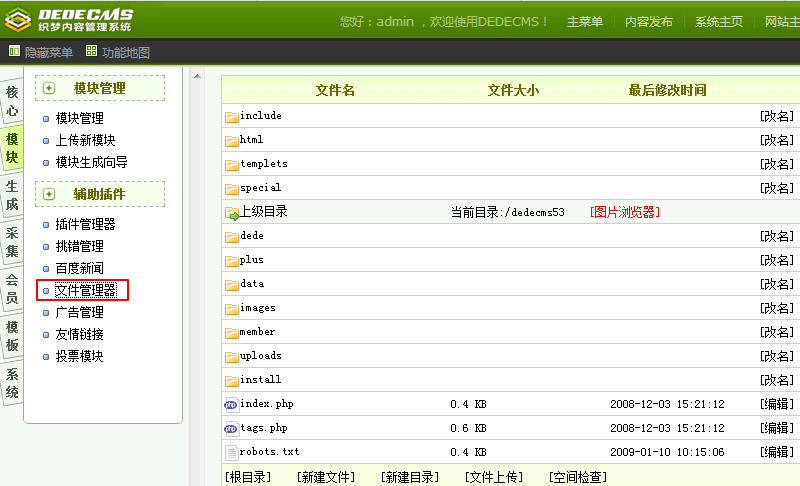 DEDECMS
织梦内容管理系统
您好：admin ，欢迎使用DEDECMS！ 主菜单 内容发布 系统主页 网站主
隐藏菜单 功能地图
核心
模块
生成
采集
会员
模板
系统
模块管理
模块管理
上传新模块
模块生成向导
辅助插件
插件管理器
挑错管理
百度新闻
文件管理器
广告管理
友情链接
投票模块
文件名 文件大小 最后修改时间
include [改名]
html [改名]
templets [改名]
special [改名]
上级目录 当前目录:/dedecms53 [图片浏览器]
dede [改名]
plus [改名]
data [改名]
images [改名]
member [改名]
uploads [改名]
install [改名]
php index.php 0.4 KB 2008-12-03 15:21:12 [编辑]
php tags.php 0.6 KB 2008-12-03 15:21:12 [编辑]
robots.txt 0.4 KB 2009-01-10 10:15:06 [编辑]
[根目录] [新建文件] [新建目录] [文件上传] [空间检查]